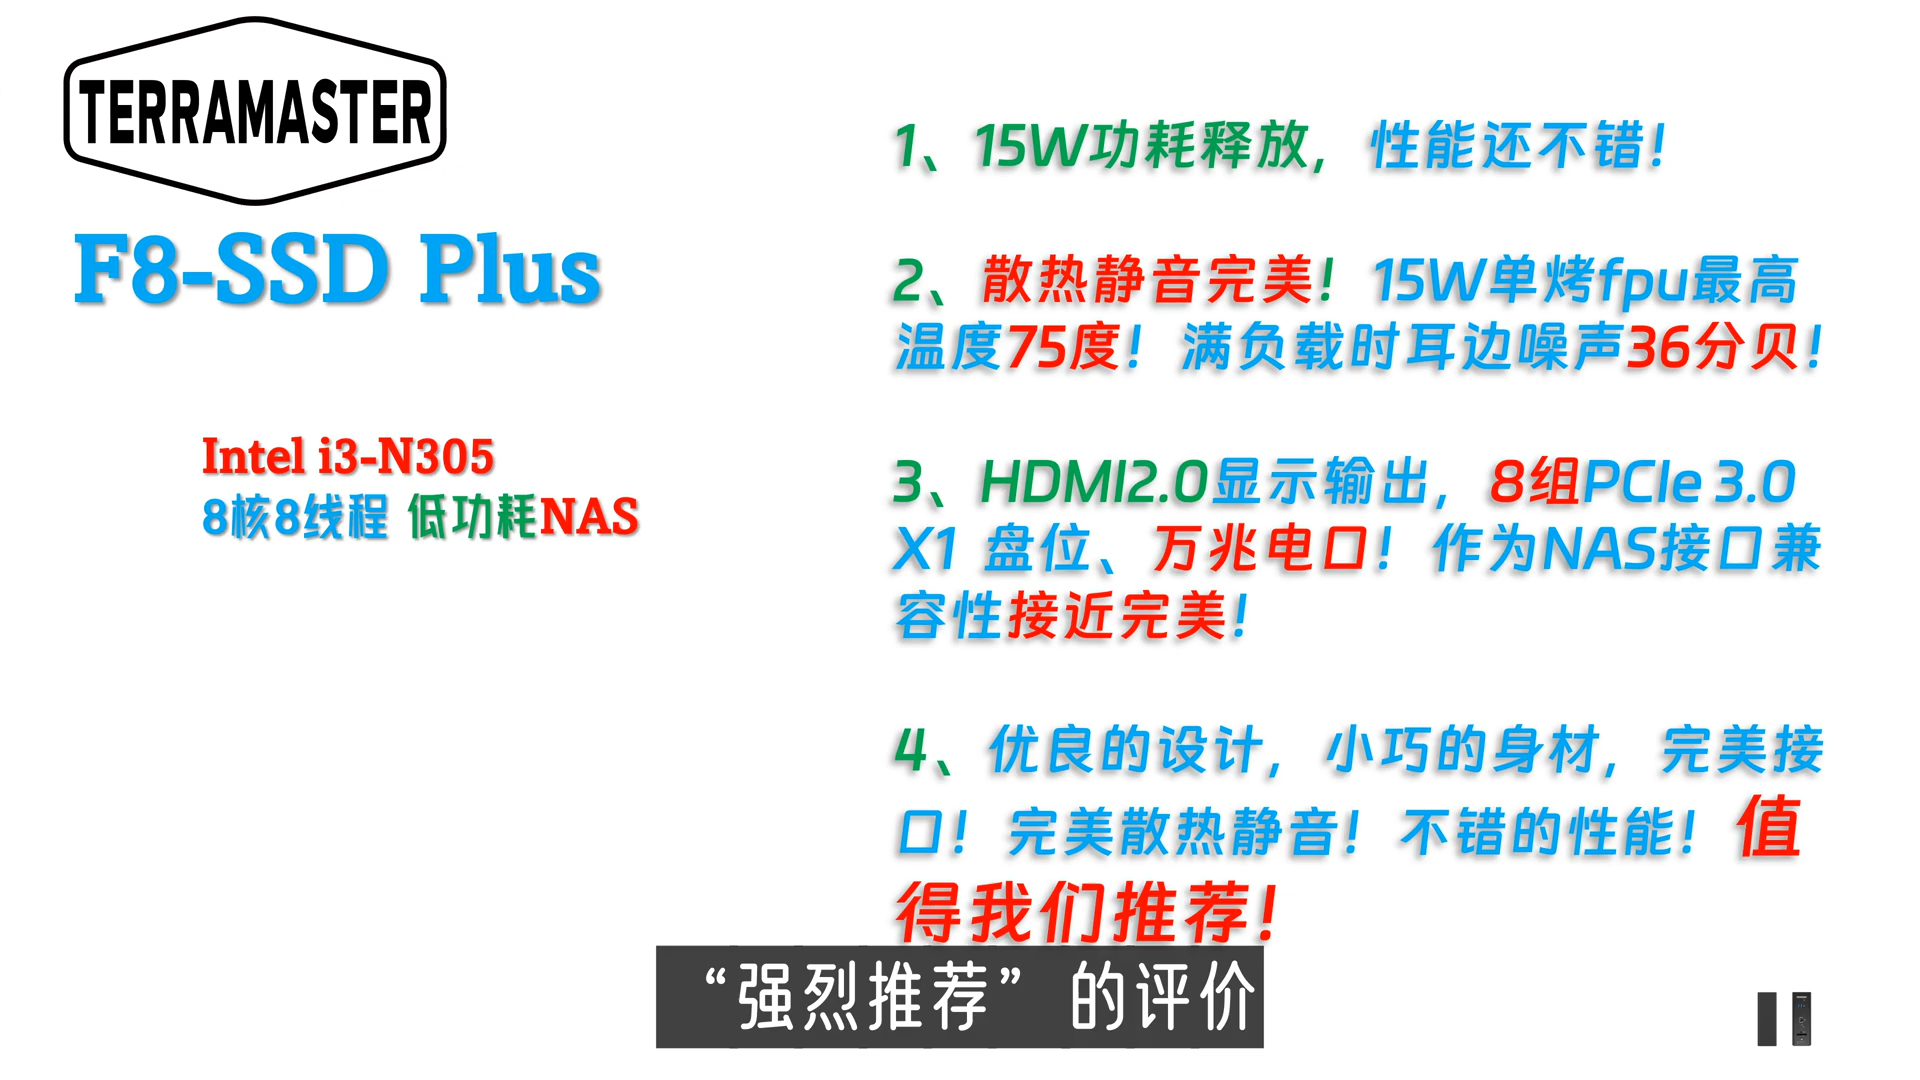 TERRAMASTER
F8-SSD Plus
Intel i3-N305
8核8线程 低功耗NAS
1、15W功耗释放，性能还不错！
2、散热静音完美！15W单烤fpu最高
温度75度！满负载时耳边噪声36分贝！
3、HDMI2.0显示输出，8组PCIe 3.0
X1 盘位、万兆电口！作为NAS接口兼
容性接近完美！
4、优良的设计，小巧的身材，完美接
口！完美散热静音！不错的性能！值
得我们推荐！
“强烈推荐” 的评价